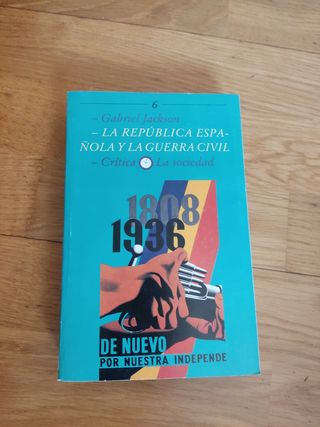 6
– Gabriel Jackson
– LA REPÚBLICA ESPA-
ÑOLA Y LA GUERRA CIVIL
– Crítica La sociedad
1808
1936
DE NUEVO
POR NUESTRA INDEPENDE